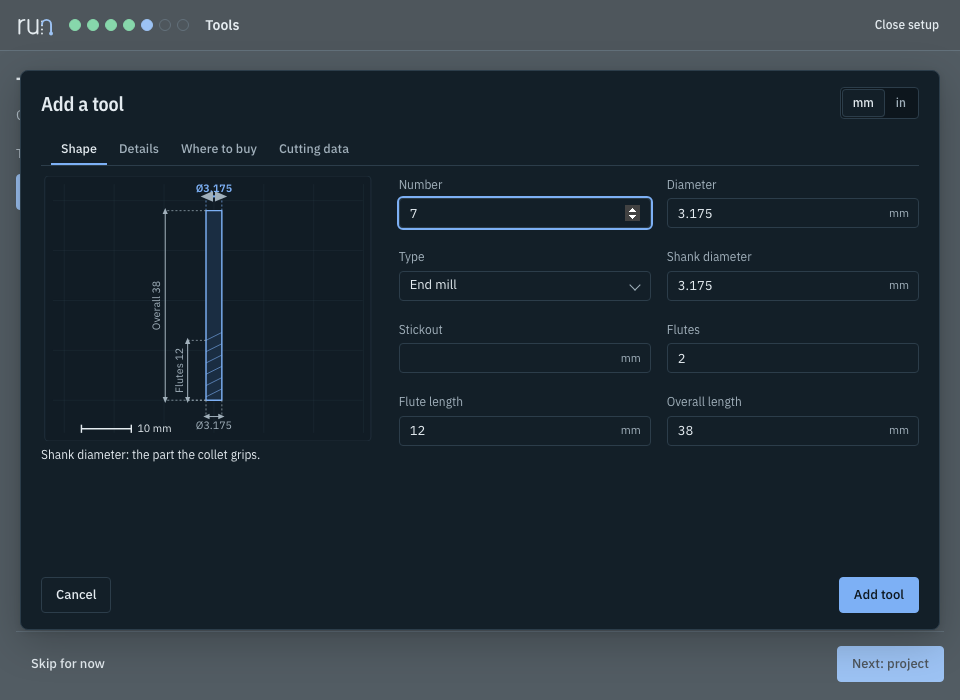 run
Tools
Close setup
Add a tool
mm
in
Shape
Details
Where to buy
Cutting data
Ø3.175
Overall 38
Flutes 12
10 mm
Ø3.175
Shank diameter: the part the collet grips.
Number
7
Diameter
3.175 mm
Type
End mill
Shank diameter
3.175 mm
Stickout
mm
Flutes
2
Flute length
12 mm
Overall length
38 mm
Cancel
Add tool
Skip for now
Next: project